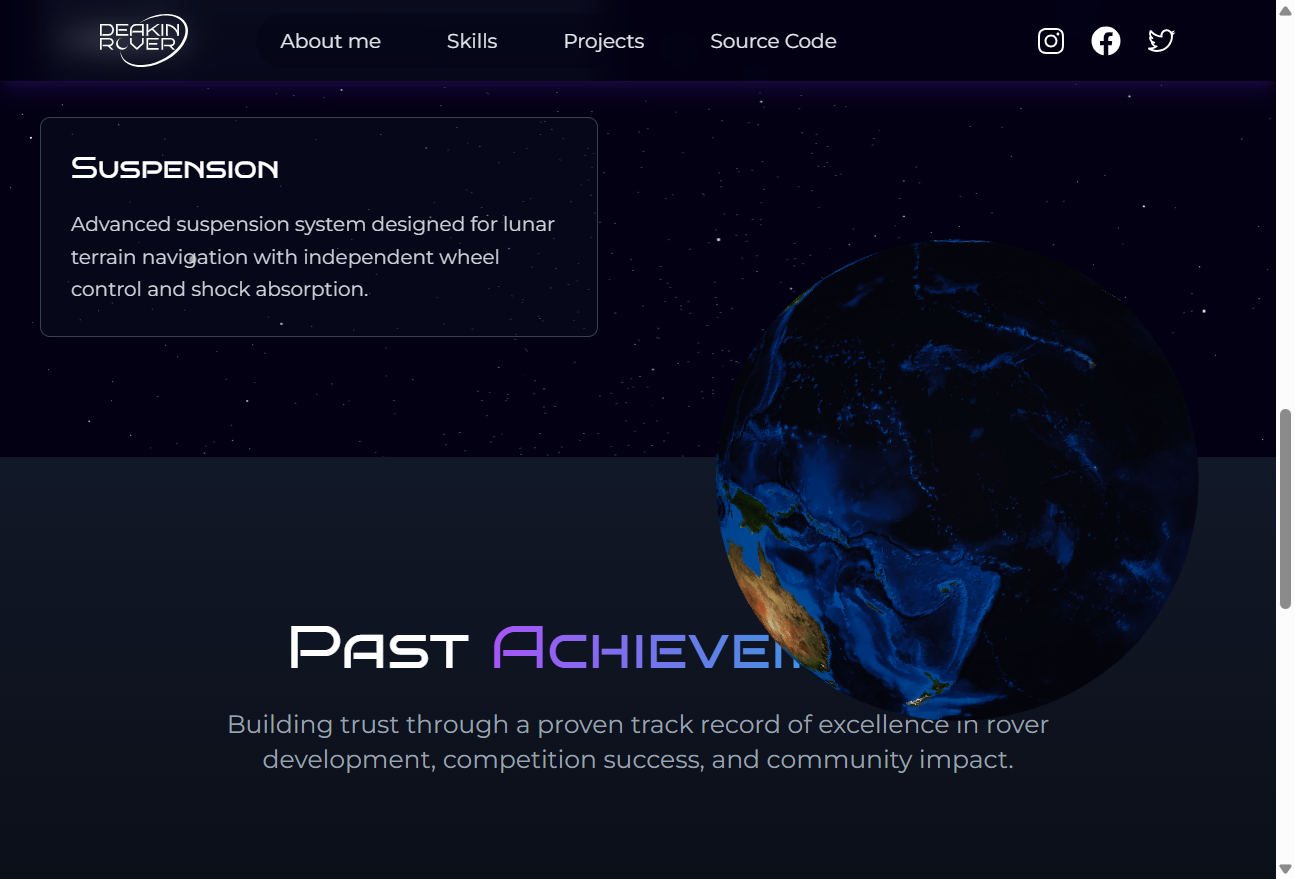 DEAKIN
ROVER
About me
Skills
Projects
Source Code
Suspension
Advanced suspension system designed for lunar
terrain navigation with independent wheel
control and shock absorption.
Past
Building trust through a proven track record of excellence in rover
development, competition success, and community impact.